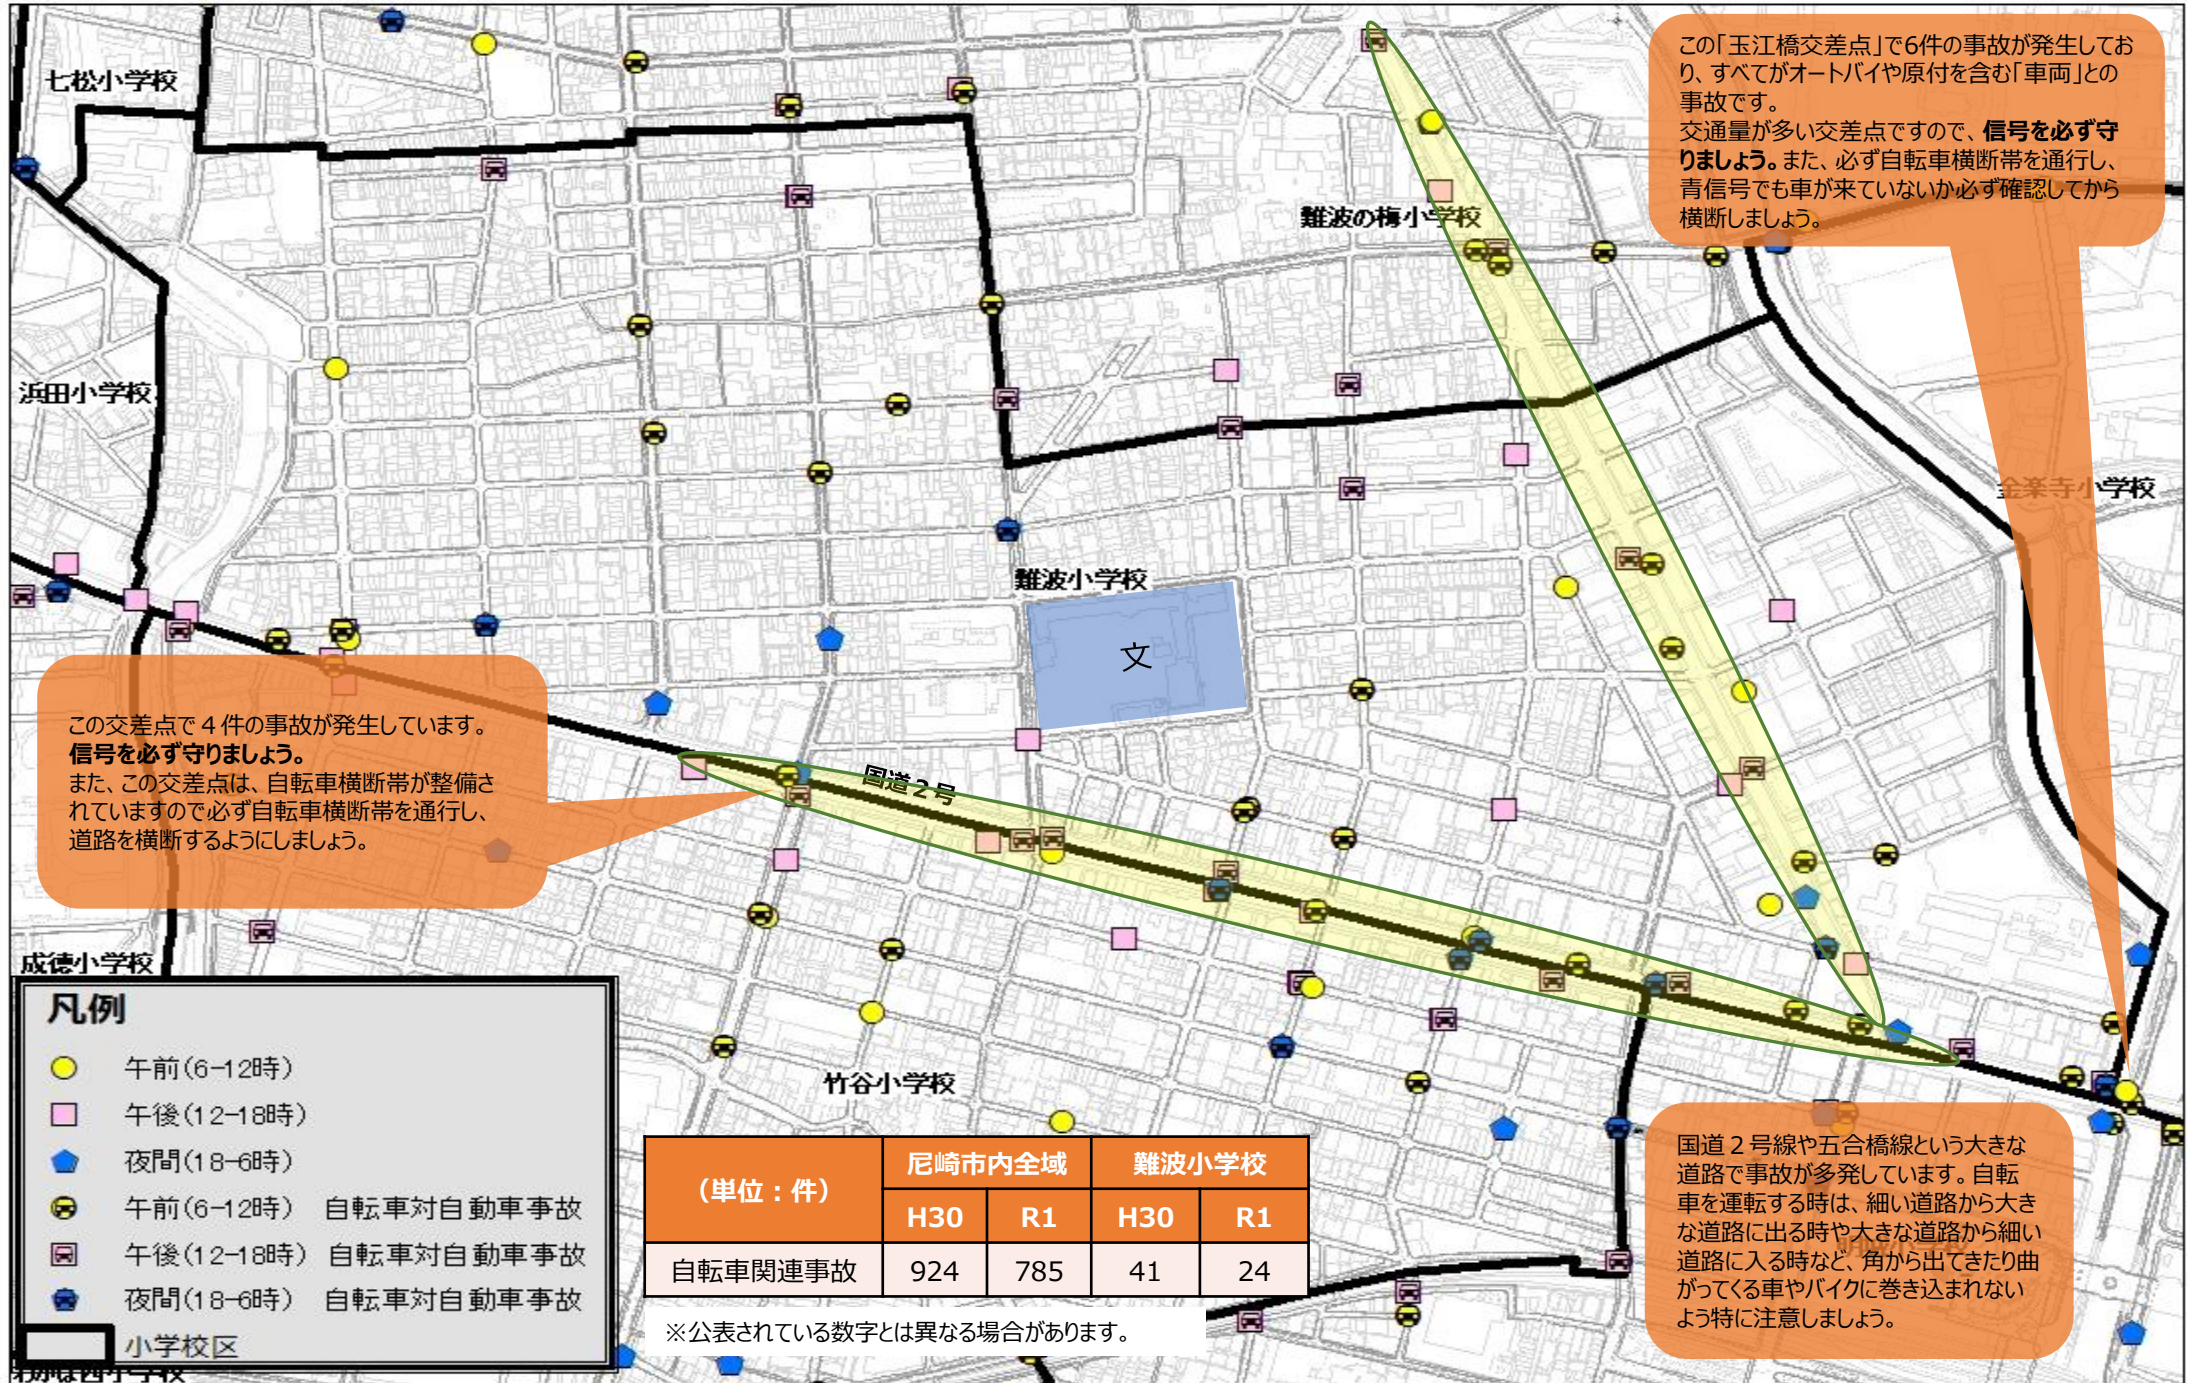 七松小学校
この「玉江橋交差点」で6件の事故が発生してお
り、すべてがオートバイや原付を含む「車両」との
事故です。
交通量が多い交差点ですので、信号を必ず守
りましょう。また、必ず自転車横断帯を通行し、
青信号でも車が来ていないか必ず確認してから
横断しましょう。
難波の梅小学校
浜田小学校
金楽寺小学校
難波小学校
文
この交差点で４件の事故が発生しています。
信号を必ず守りましょう。
また、この交差点は、自転車横断帯が整備さ
れていますので必ず自転車横断帯を通行し、
道路を横断するようにしましょう。
国道２号
成徳小学校
竹谷小学校
凡例
午前(6-12時)
午後(12-18時)
夜間(18-6時)
午前(6-12時) 自転車対自動車事故
午後(12-18時) 自転車対自動車事故
夜間(18-6時) 自転車対自動車事故
小学校区
（単位：件） 尼崎市内全域 難波小学校
H30 R1 H30 R1
自転車関連事故 924 785 41 24
※公表されている数字とは異なる場合があります。
国道２号線や五合橋線という大きな
道路で事故が多発しています。自転
車を運転する時は、細い道路から大き
な道路に出る時や大きな道路から細い
道路に入る時など、角から出てきたり曲
がってくる車やバイクに巻き込まれない
よう特に注意しましょう。